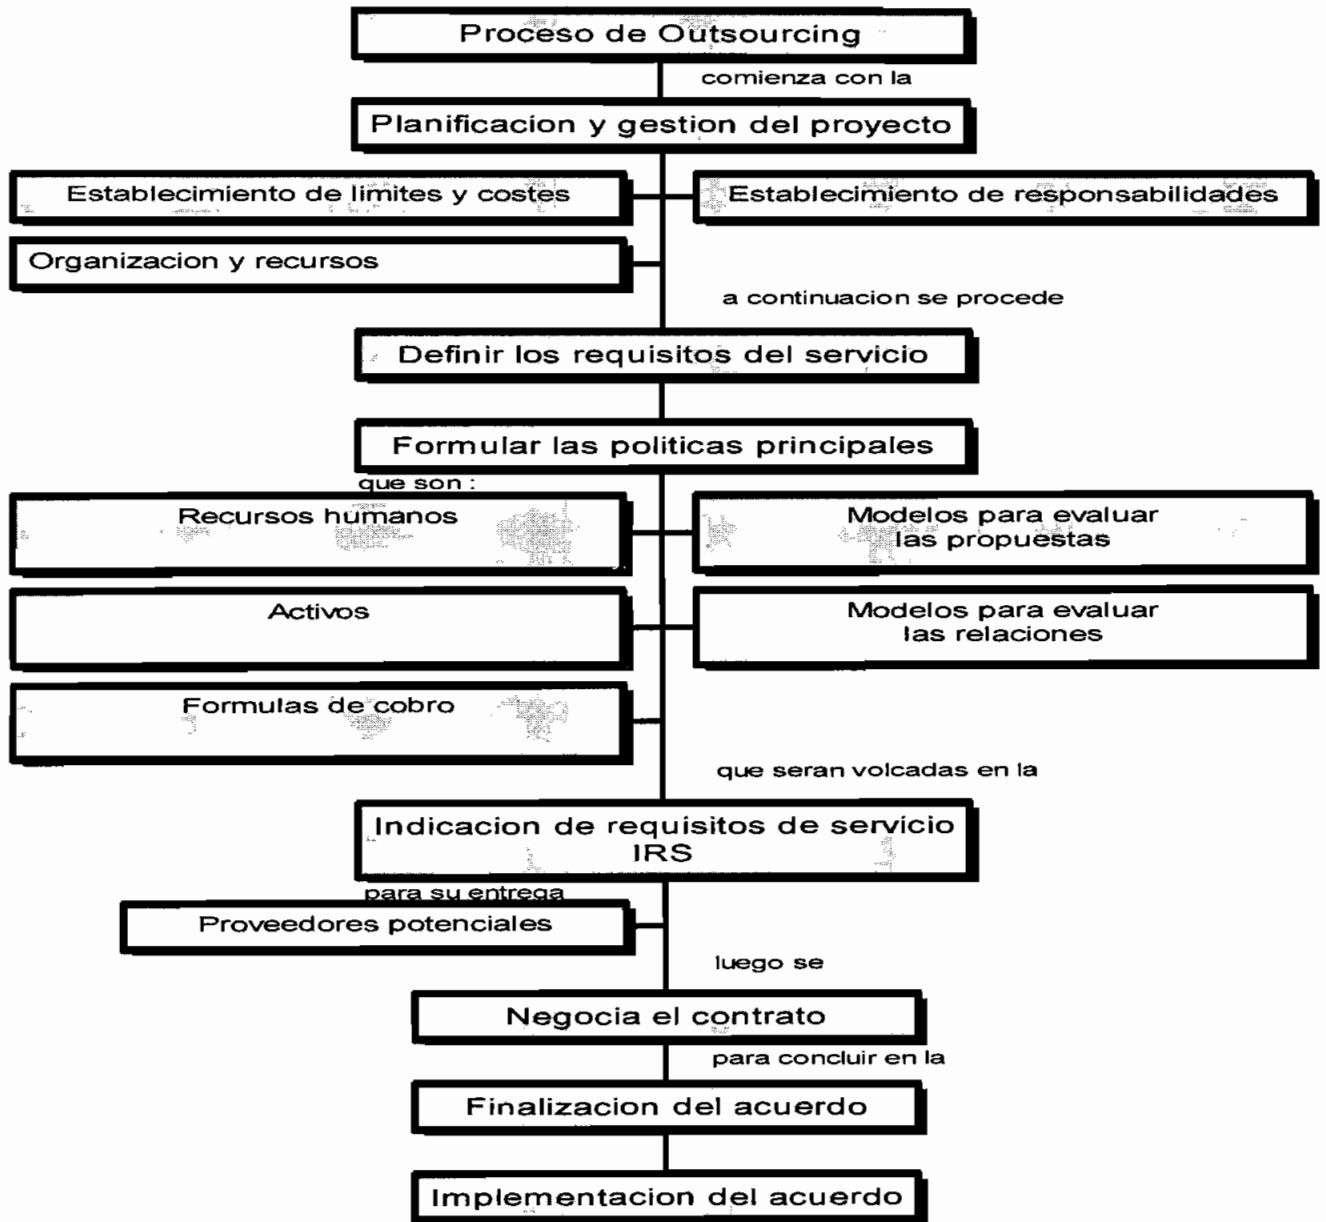 Proceso de Outsourcing
comienza con la
Planificacion y gestion del proyecto
Establecimiento de limites y costes
Establecimiento de responsabilidades
Organizacion y recursos
a continuacion se procede
Definir los requisitos del servicio
Formular las politicas principales
que son :
Recursos humanos
Modelos para evaluar
las propuestas
Activos
Modelos para evaluar
las relaciones
Formulas de cobro
que seran volcadas en la
Indicacion de requisitos de servicio
IRS
para su entrega
Proveedores potenciales
luego se
Negocia el contrato
para concluir en la
Finalizacion del acuerdo
Implementacion del acuerdo